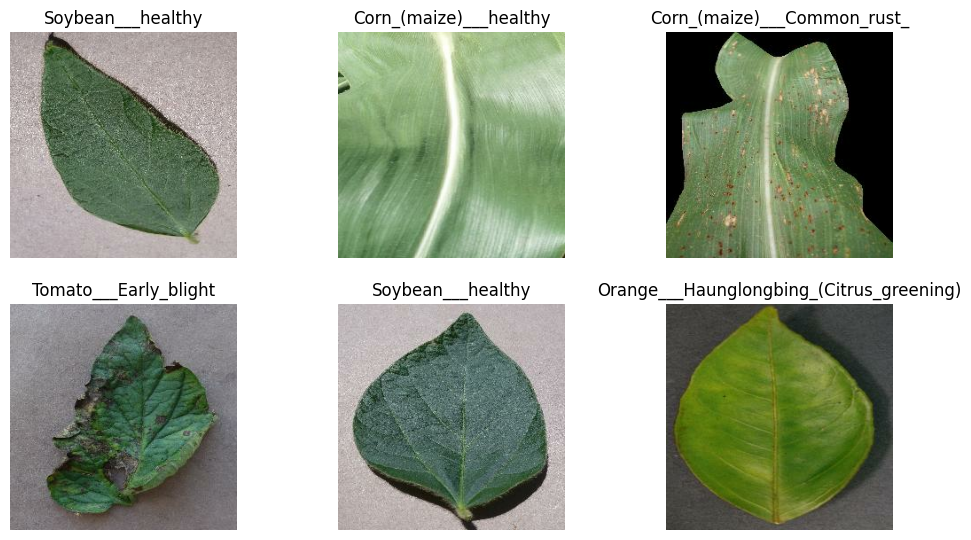 Soybean___healthy
Corn_(maize)___healthy
Corn_(maize)___Common_rust_
Tomato___Early_blight
Soybean___healthy
Orange___Haunglongbing_(Citrus_greening)